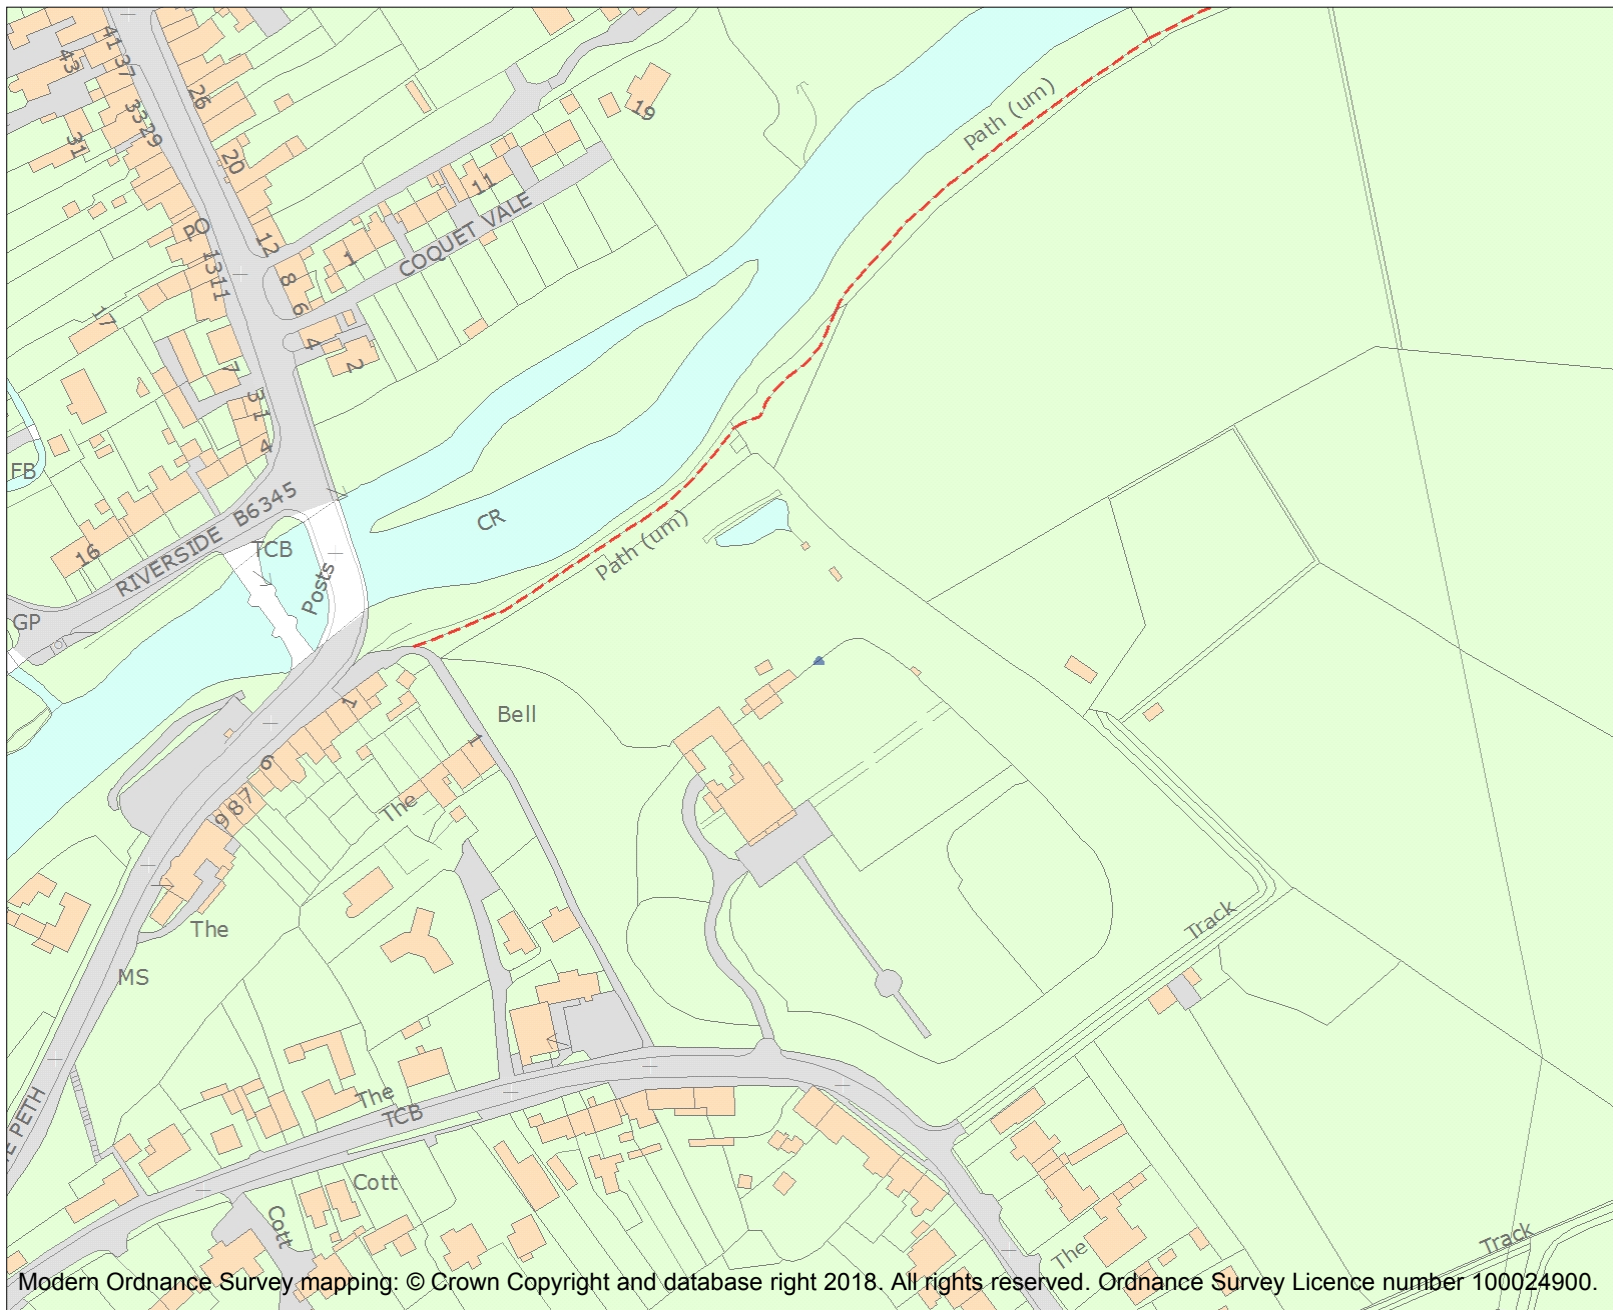 41
37
43
26
33
29
31
20
19
Path (um)
11
PO
12
COQUET VALE
1
13
11
8
6
17
4
2
7
3
1
4
FB
RIVERSIDE B6345
CR
16
TCB
Path (um)
Posts
GP
1
Bell
1
6
The
9
8
7
The
Track
MS
The
TCB
E PETH
Cott
Cott
The
Track
Modern Ordnance Survey mapping: © Crown Copyright and database right 2018. All rights reserved. Ordnance Survey Licence number 100024900.